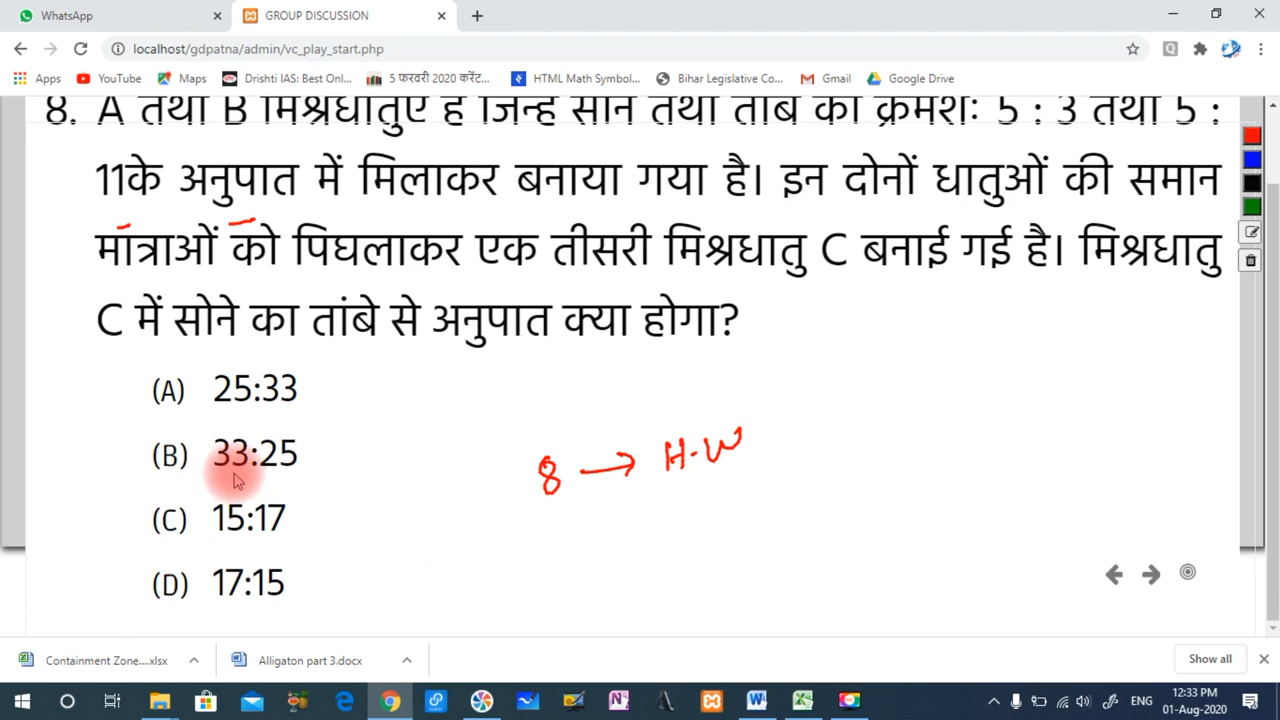 WhatsApp
GROUP DISCUSSION
localhost/gdpatna/admin/vc_play_start.php
Apps
YouTube
Maps
Drishti IAS: Best Onl...
5 फरवरी 2020 करेंट...
HTML Math Symbol...
Bihar Legislative Co...
Gmail
Google Drive
8. A तथा B मिश्रधातुएं हैं जिन्हें सोने तथा तांबे को क्रमशः 5 : 3 तथा 5 :
11के अनुपात में मिलाकर बनाया गया है। इन दोनों धातुओं की समान
मात्राओं को पिघलाकर एक तीसरी मिश्रधातु C बनाई गई है। मिश्रधातु
C में सोने का तांबे से अनुपात क्या होगा?
(A) 25:33
(B) 33:25
8 → H.W
(C) 15:17
(D) 17:15
Containment Zone....xlsx
Alligaton part 3.docx
Show all
ENG
12:33 PM
01-Aug-2020